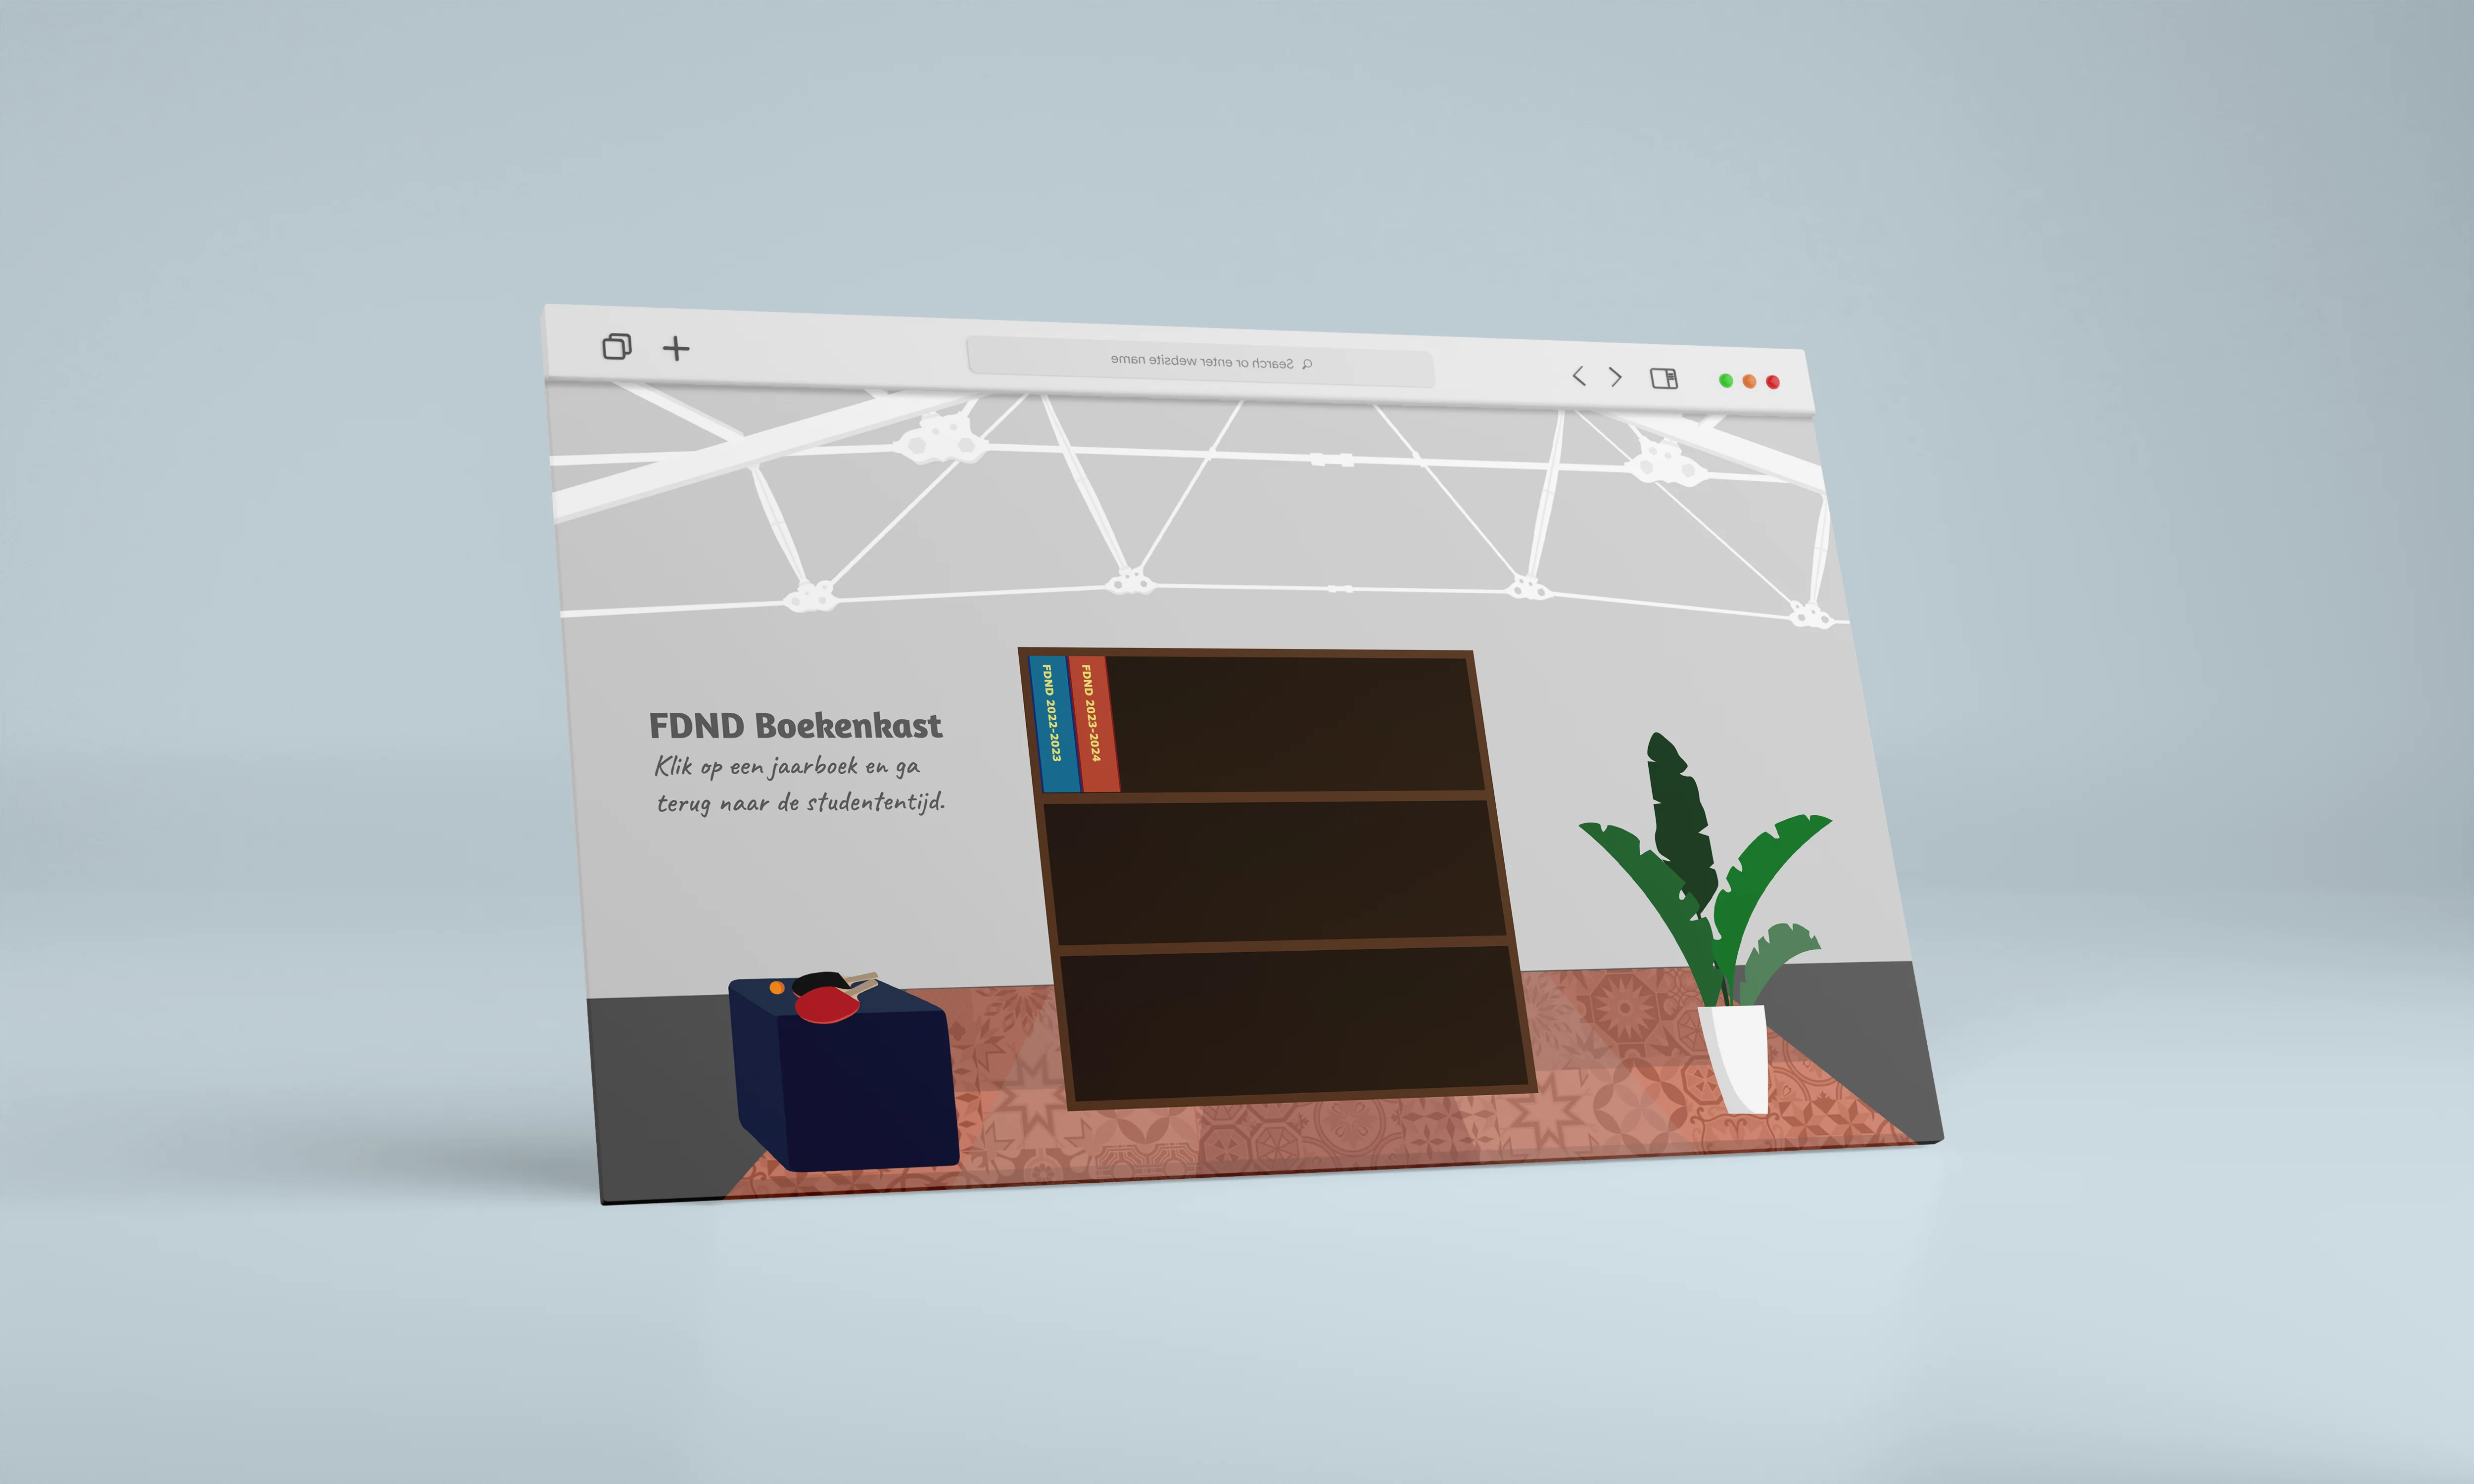 Search or enter website name
FDND 2022-2023
FDND 2023-2024
FDND Boekenkast
Klik op een jaarboek en ga
terug naar de studententijd.